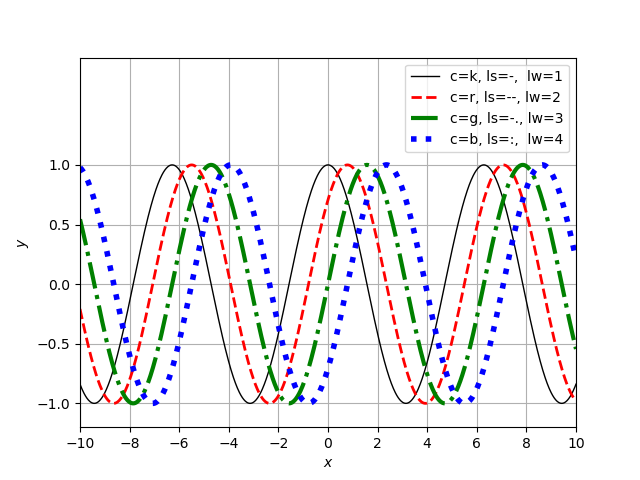 c=k, ls=-,  lw=1
c=r, ls=--, lw=2
c=g, ls=-., lw=3
c=b, ls=:,  lw=4
1.0
0.5
0.0
−0.5
−1.0
y
−10 −8 −6 −4 −2 0 2 4 6 8 10
x